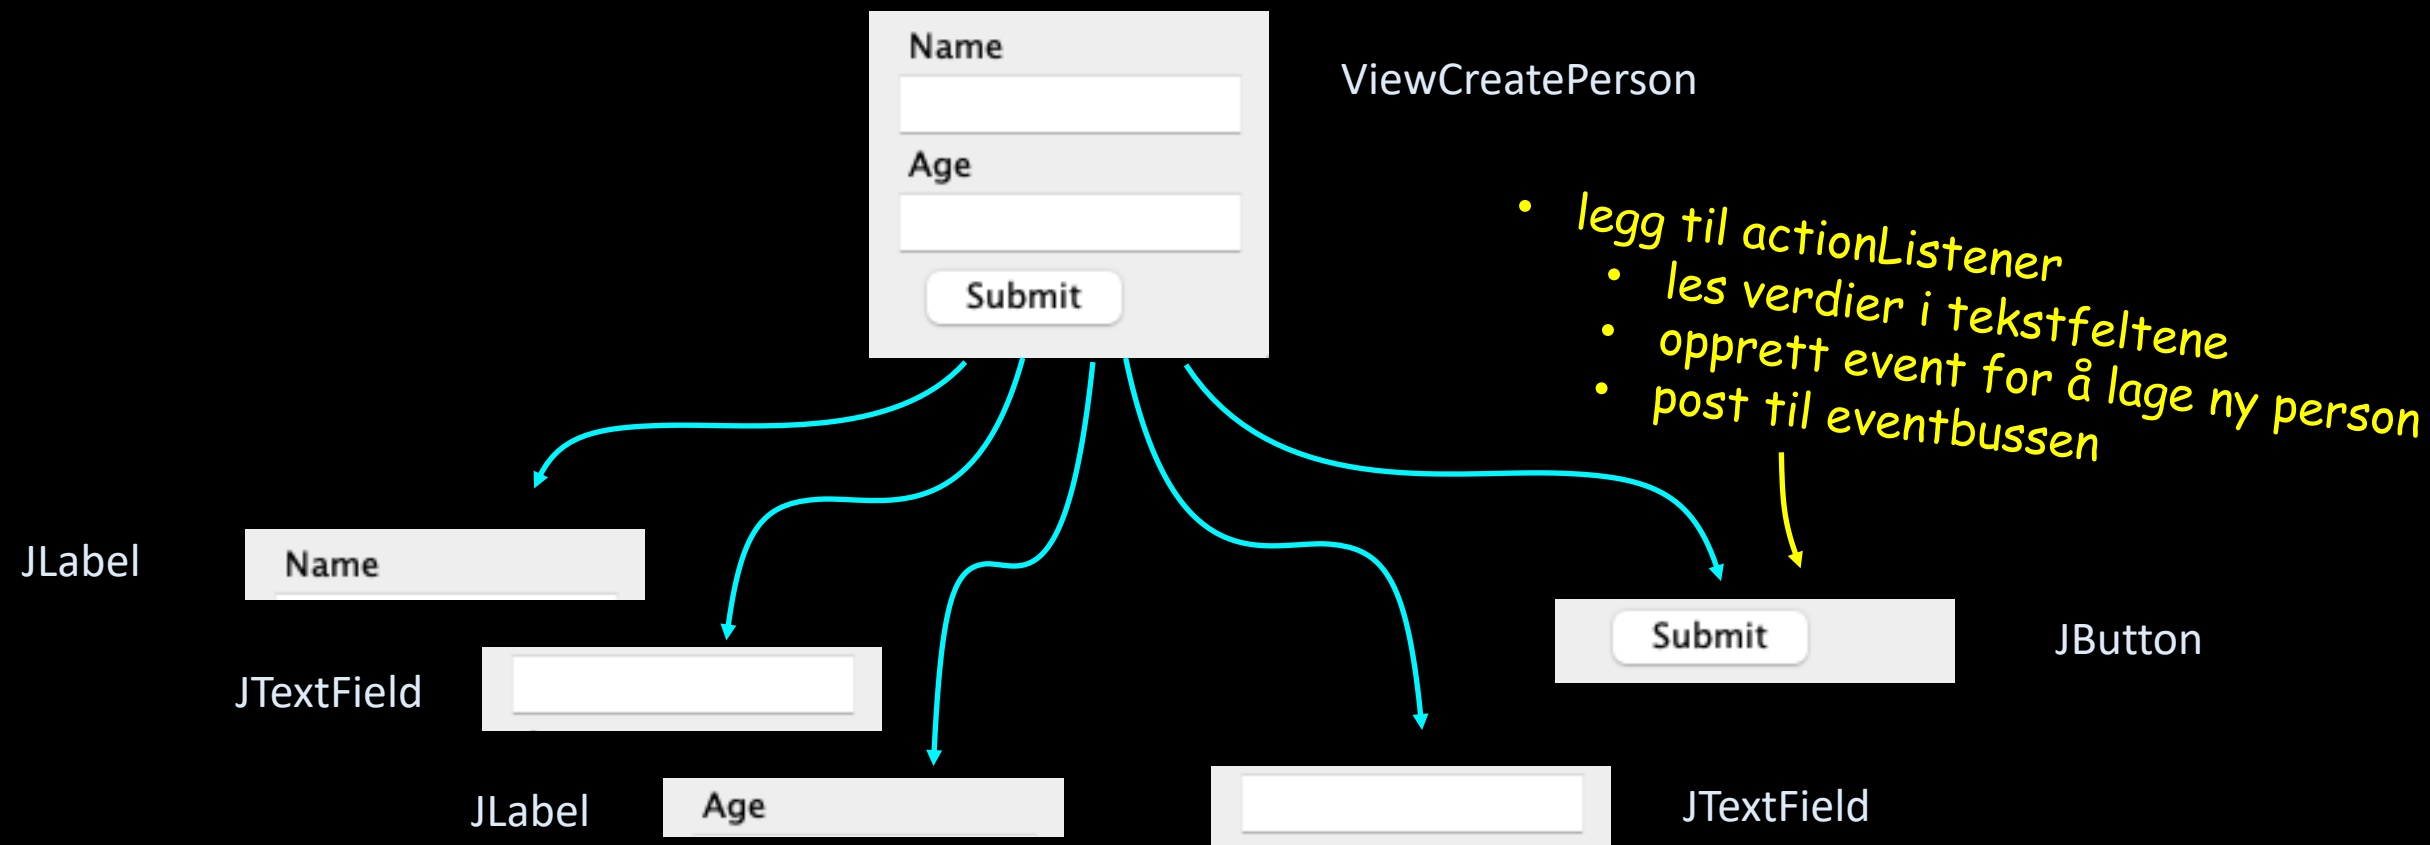 Name
ViewCreatePerson
Age
Submit
• legg til actionListener
• les verdier i tekstfeltene
• opprett event for å lage ny person
• post til eventbussen
JLabel
Name
JTextField
JLabel
Age
JTextField
Submit
JButton